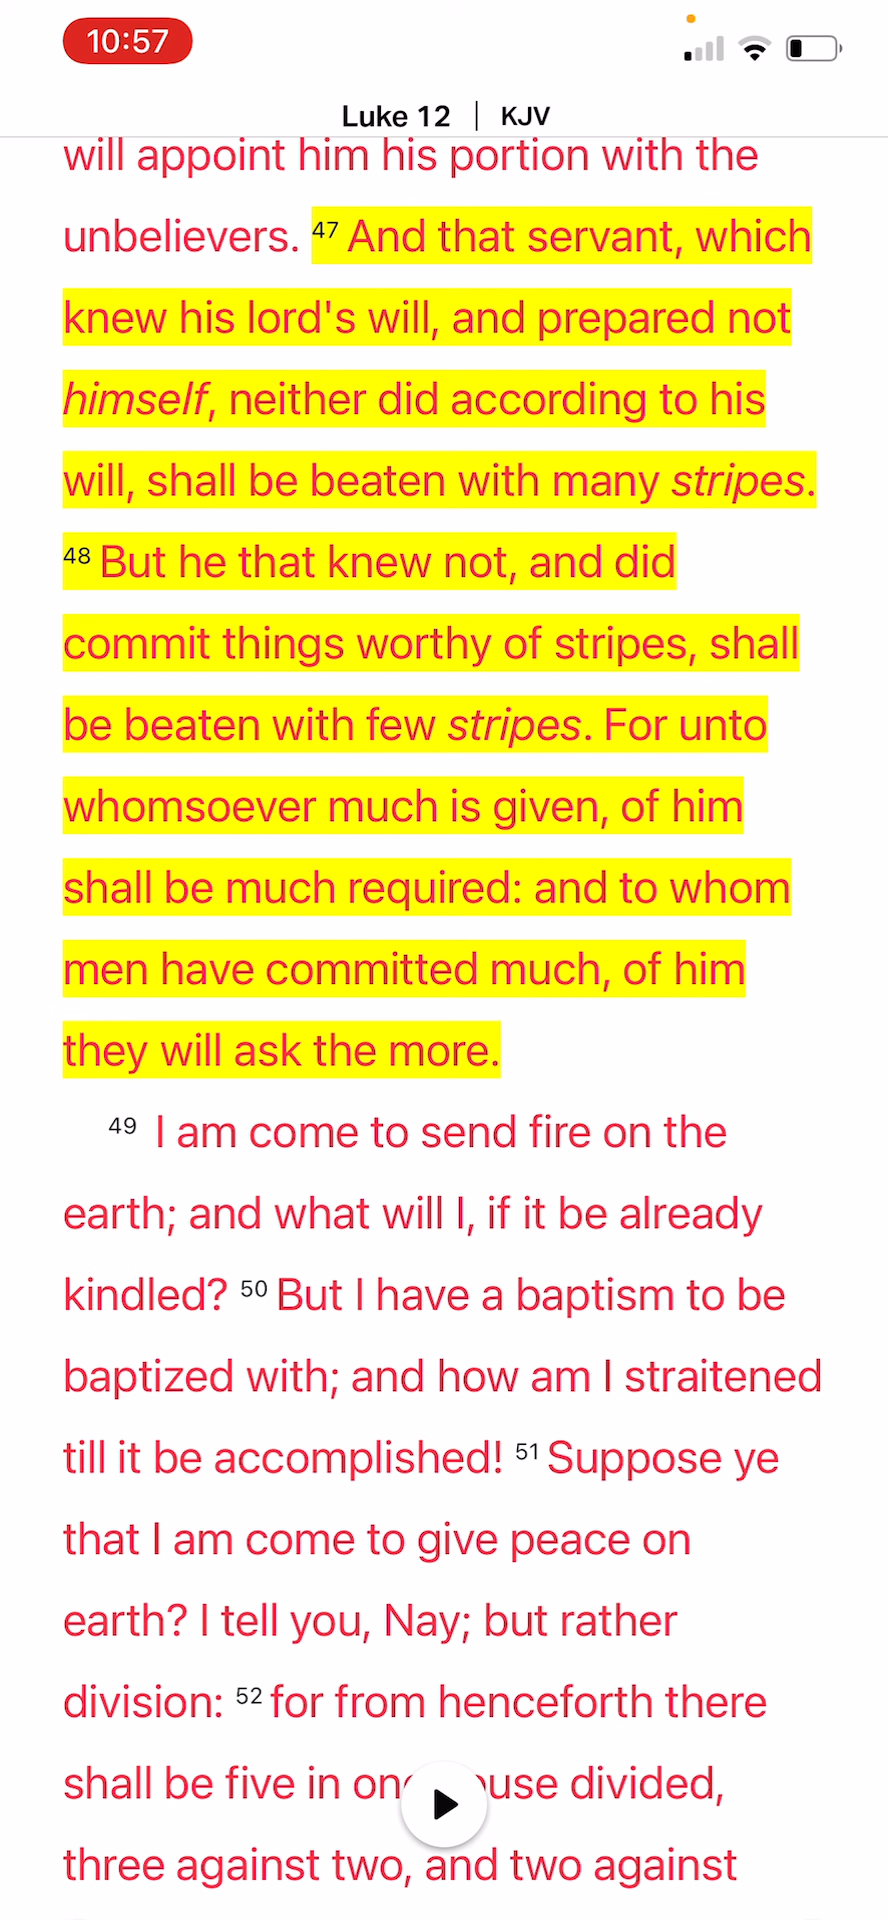 10:57
Luke 12 | KJV
will appoint him his portion with the
unbelievers. 47 And that servant, which
knew his lord's will, and prepared not
himself, neither did according to his
will, shall be beaten with many stripes.
48 But he that knew not, and did
commit things worthy of stripes, shall
be beaten with few stripes. For unto
whomsoever much is given, of him
shall be much required: and to whom
men have committed much, of him
they will ask the more.
49 I am come to send fire on the
earth; and what will I, if it be already
kindled? 50 But I have a baptism to be
baptized with; and how am I straitened
till it be accomplished! 51 Suppose ye
that I am come to give peace on
earth? I tell you, Nay; but rather
division: 52 for from henceforth there
shall be five in divided,
three against two, and two against